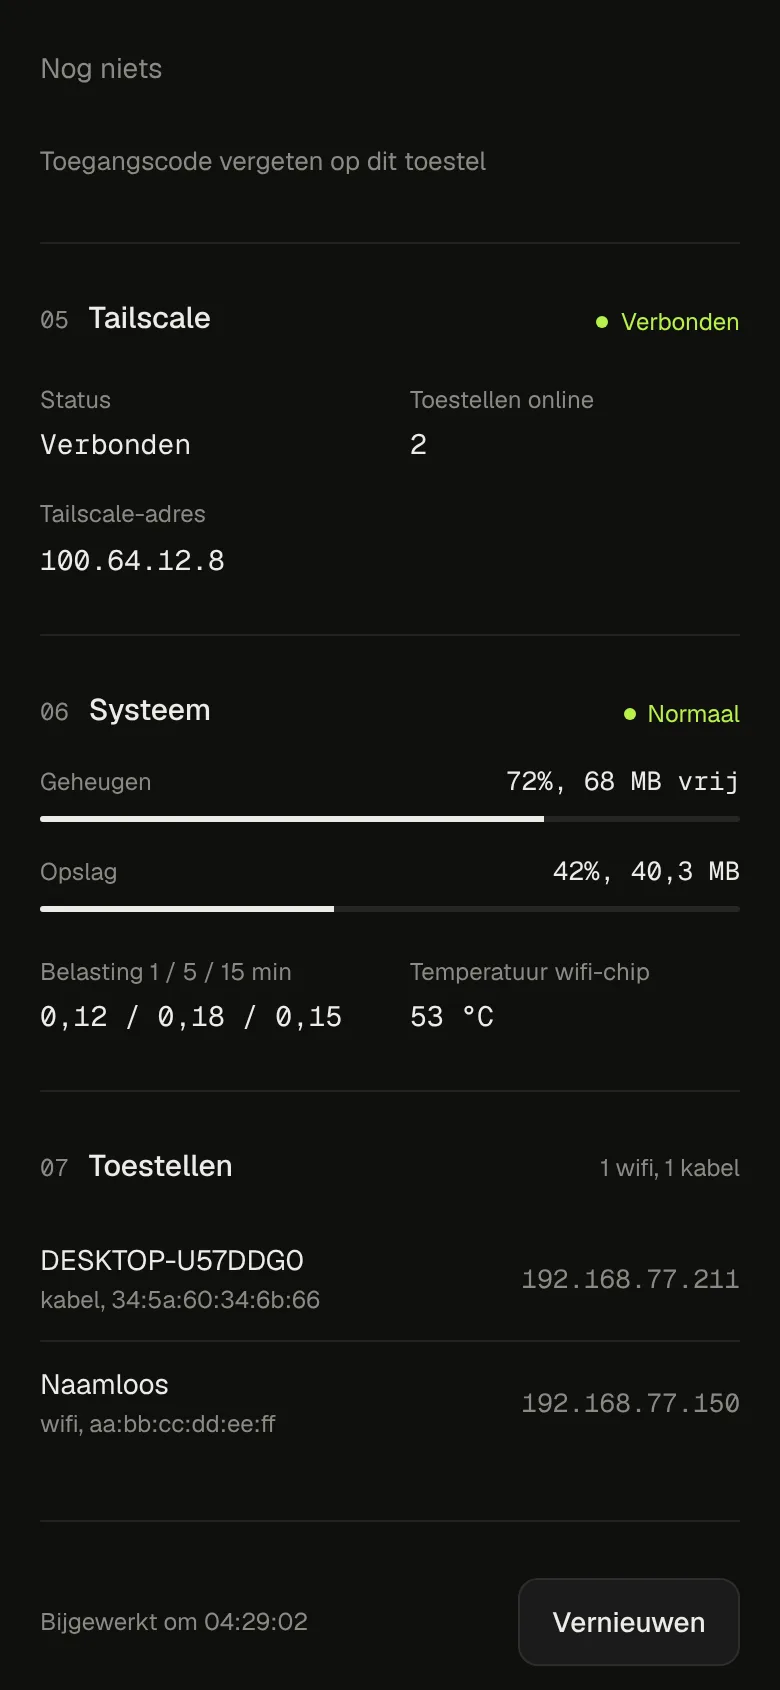 Nog niets
Toegangscode vergeten op dit toestel
05 Tailscale
Verbonden
Status
Toestellen online
Verbonden
2
Tailscale-adres
100.64.12.8
06 Systeem
Normaal
Geheugen
72%, 68 MB vrij
Opslag
42%, 40,3 MB
Belasting 1 / 5 / 15 min
Temperatuur wifi-chip
0,12 / 0,18 / 0,15
53 °C
07 Toestellen
1 wifi, 1 kabel
DESKTOP-U57DDG0
kabel, 34:5a:60:34:6b:66
192.168.77.211
Naamloos
wifi, aa:bb:cc:dd:ee:ff
192.168.77.150
Bijgewerkt om 04:29:02
Vernieuwen